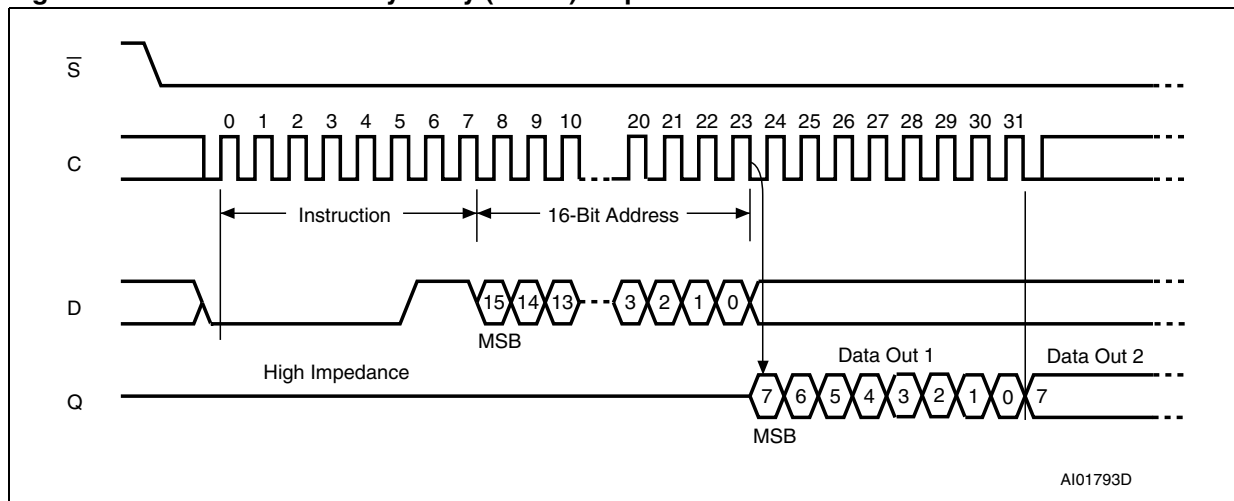 S
0 1 2 3 4 5 6 7 8 9 10 20 21 22 23 24 25 26 27 28 29 30 31
C
Instruction 16-Bit Address
D
15 14 13 3 2 1 0
MSB
Data Out 1 Data Out 2
High Impedance
Q
7 6 5 4 3 2 1 0 7
MSB
AI01793D